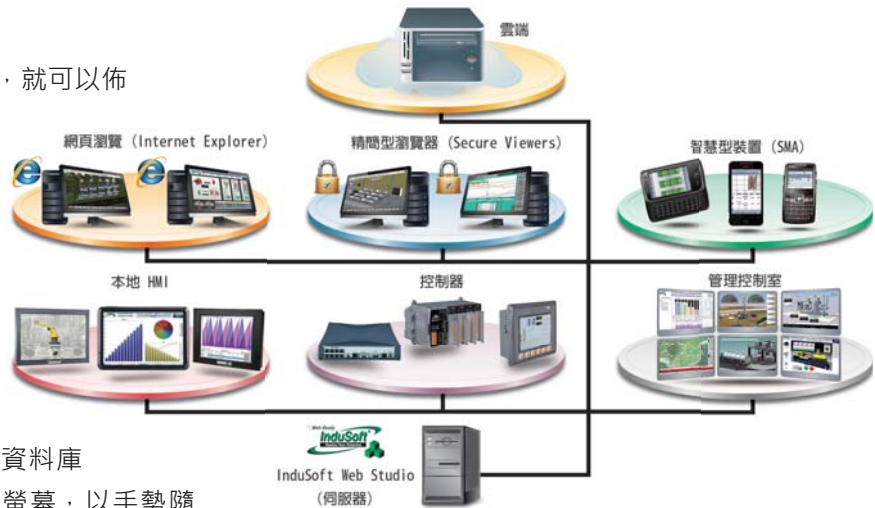 雲端
，就可以佈
網頁瀏覽 (Internet Explorer)
精簡型瀏覽器 (Secure Viewers)
智慧型裝置 (SMA)
本地 HMI
控制器
管理控制室
Web Ready
InduSoft
資料庫
InduSoft Web Studio
(伺服器)
螢幕，以手勢隨